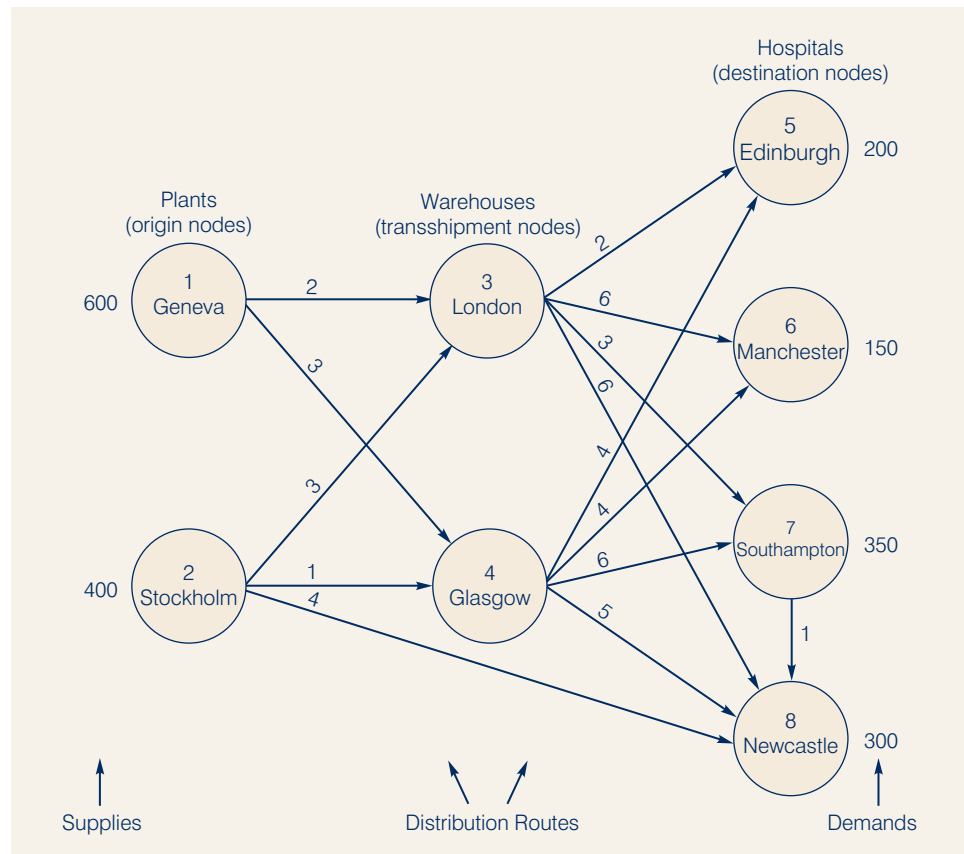 Hospitals
(destination nodes)
5
Edinburgh
200
Plants
(origin nodes)
Warehouses
(transshipment nodes)
600
1
Geneva
2
3
3
London
2
6
3
6
6
Manchester
150
400
2
Stockholm
3
1
4
4
Glasgow
4
4
6
5
7
Southampton
350
1
8
Newcastle
300
Supplies
Distribution Routes
Demands